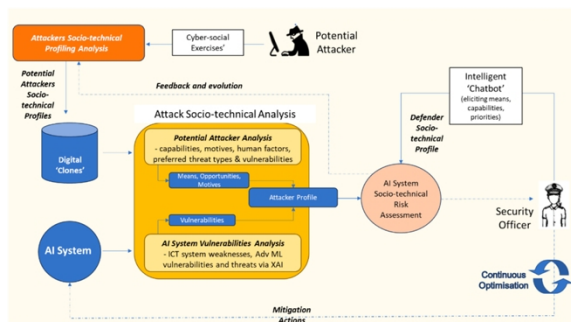 Attackers Socio-technical
Profiling Analysis
Cyber-social
Exercises'
Potential
Attacker
Potential
Attackers
Socio-
technical
Profiles
Feedback and evolution
Intelligent
'Chatbot'
(eliciting means,
capabilities,
priorities)
Attack Socio-technical Analysis
Defender
Socio-
technical
Profile
Potential Attacker Analysis
- capabilities, motives, human factors,
preferred threat types & vulnerabilities
Digital
'Clones'
Means, Opportunities,
Motives
Attacker Profile
AI System
Socio-technical
Risk
Assessment
Security
Officer
Vulnerabilities
AI System
AI System Vulnerabilities Analysis
- ICT system weaknesses, Adv ML
vulnerabilities and threats via XAI
Continuous
Optimisation
Mitigation
Actions